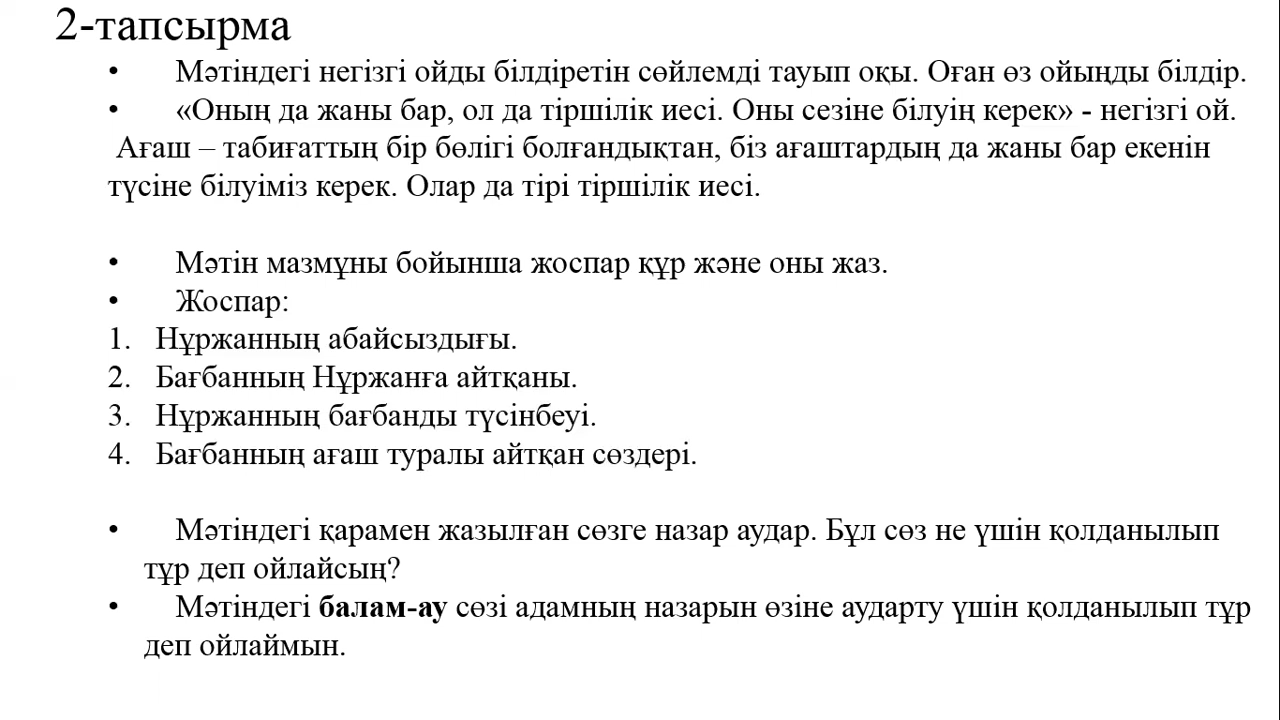 2-тапсырма
• Мәтіндегі негізгі ойды білдіретін сөйлемді тауып оқы. Оған өз ойыңды білдір.
• «Оның да жаны бар, ол да тіршілік иесі. Оны сезіне білуің керек» - негізгі ой.
Ағаш – табиғаттың бір бөлігі болғандықтан, біз ағаштардың да жаны бар екенін
түсіне білуіміз керек. Олар да тірі тіршілік иесі.
• Мәтін мазмұны бойынша жоспар құр және оны жаз.
• Жоспар:
1. Нұржанның абайсыздығы.
2. Бағбанның Нұржанға айтқаны.
3. Нұржанның бағбанды түсінбеуі.
4. Бағбанның ағаш туралы айтқан сөздері.
• Мәтіндегі қарамен жазылған сөзге назар аудар. Бұл сөз не үшін қолданылып
тұр деп ойлайсың?
• Мәтіндегі балам-ау сөзі адамның назарын өзіне аударту үшін қолданылып тұр
деп ойлаймын.